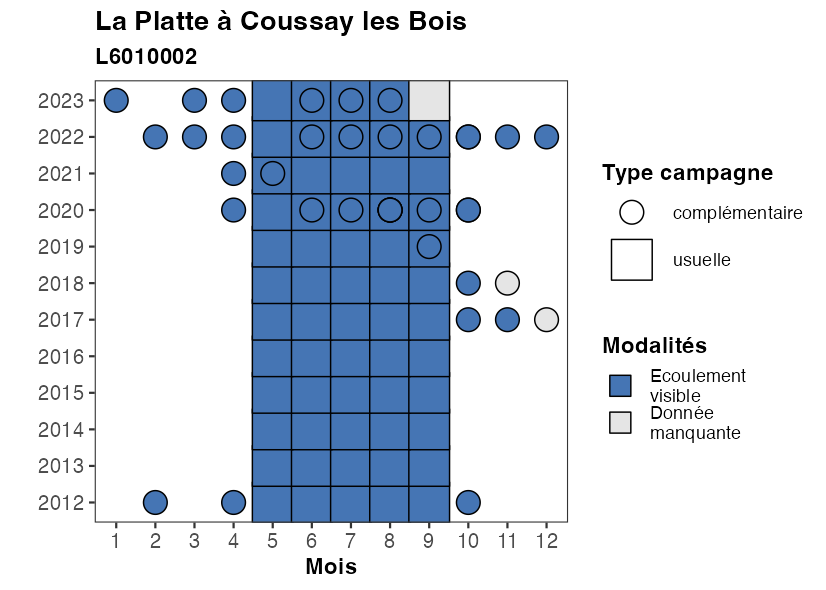 La Platte à Coussay les Bois
L6010002
2023
2022
2021
2020
2019
2018
2017
2016
2015
2014
2013
2012
1 2 3 4 5 6 7 8 9 10 11 12
Mois
Type campagne
complémentaire
usuelle
Modalités
Ecoulement
visible
Donnée
manquante